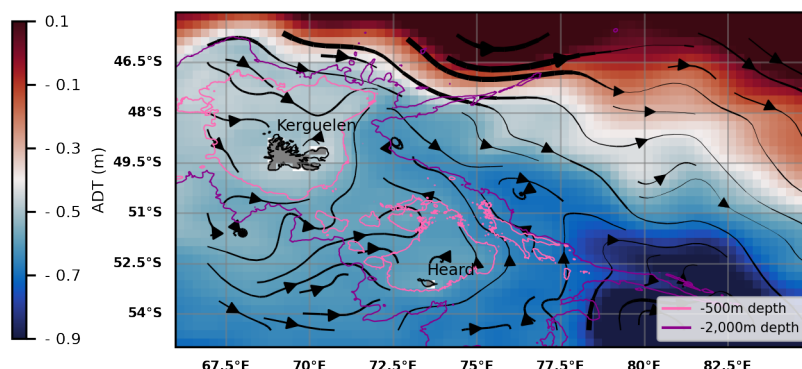 0.1
- 0.1
- 0.3
- 0.5
- 0.7
- 0.9
ADT (m)
46.5°S
48°S
49.5°S
51°S
52.5°S
54°S
Kerguelen
Heard
-500m depth
-2,000m depth
67.5°E 70°E 72.5°E 75°E 77.5°E 80°E 82.5°E